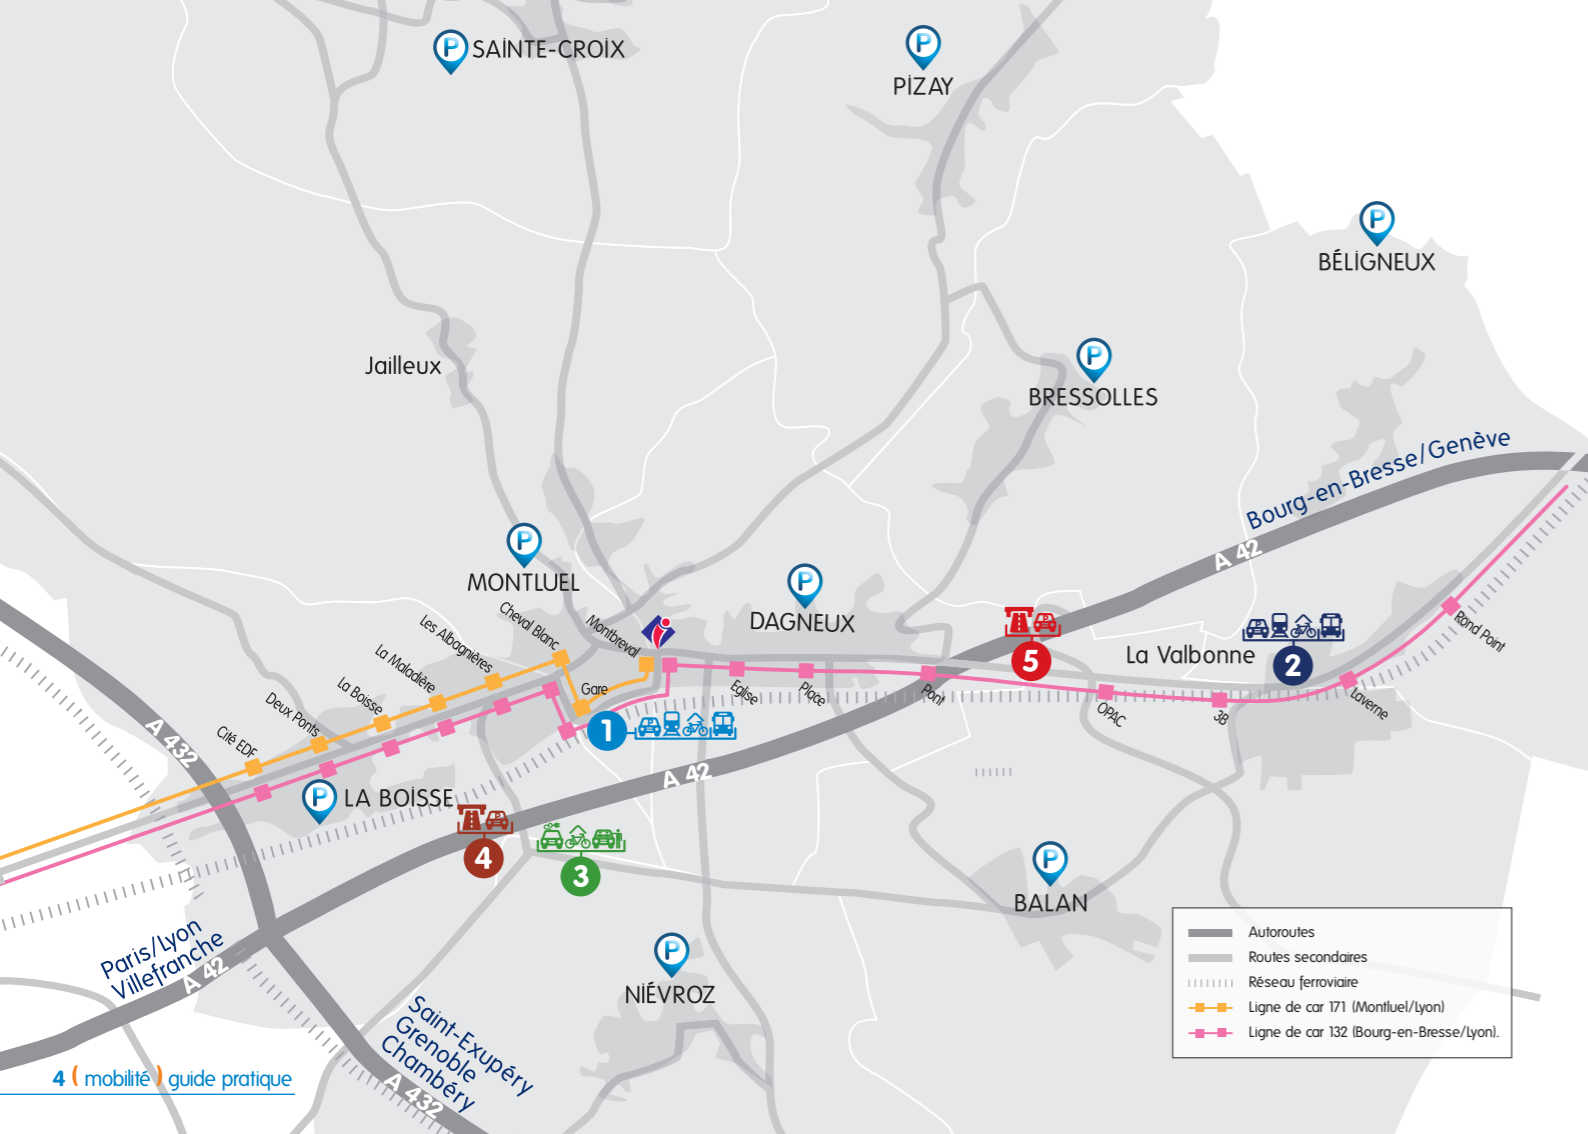 P SAINTE-CROIX
P
PIZAY
P
BÉLIGNEUX
Jailleux
P
BRESSOLLES
Bourg-en-Bresse/Genève
A 42
P
MONTLUEL
P
DAGNEUX
Cheval Blanc
Montbreval
Les Albagnières
La Maladière
La Boisse
Deux Ponts
Cité EDF
Gare
Eglise
Place
Pont
OPAC
3B
Laverne
Rond Point
5
La Valbonne
2
1
A 432
A 42
P LA BOISSE
4
3
P
BALAN
P
NIÉVROZ
Paris/Lyon
Villefranche
A 42
Saint-Exupéry
Grenoble
Chambéry
A 432
Autoroutes
Routes secondaires
Réseau ferroviaire
Ligne de car 171 (Montluel/Lyon)
Ligne de car 132 (Bourg-en-Bresse/Lyon).
4 ( mobilité ) guide pratique